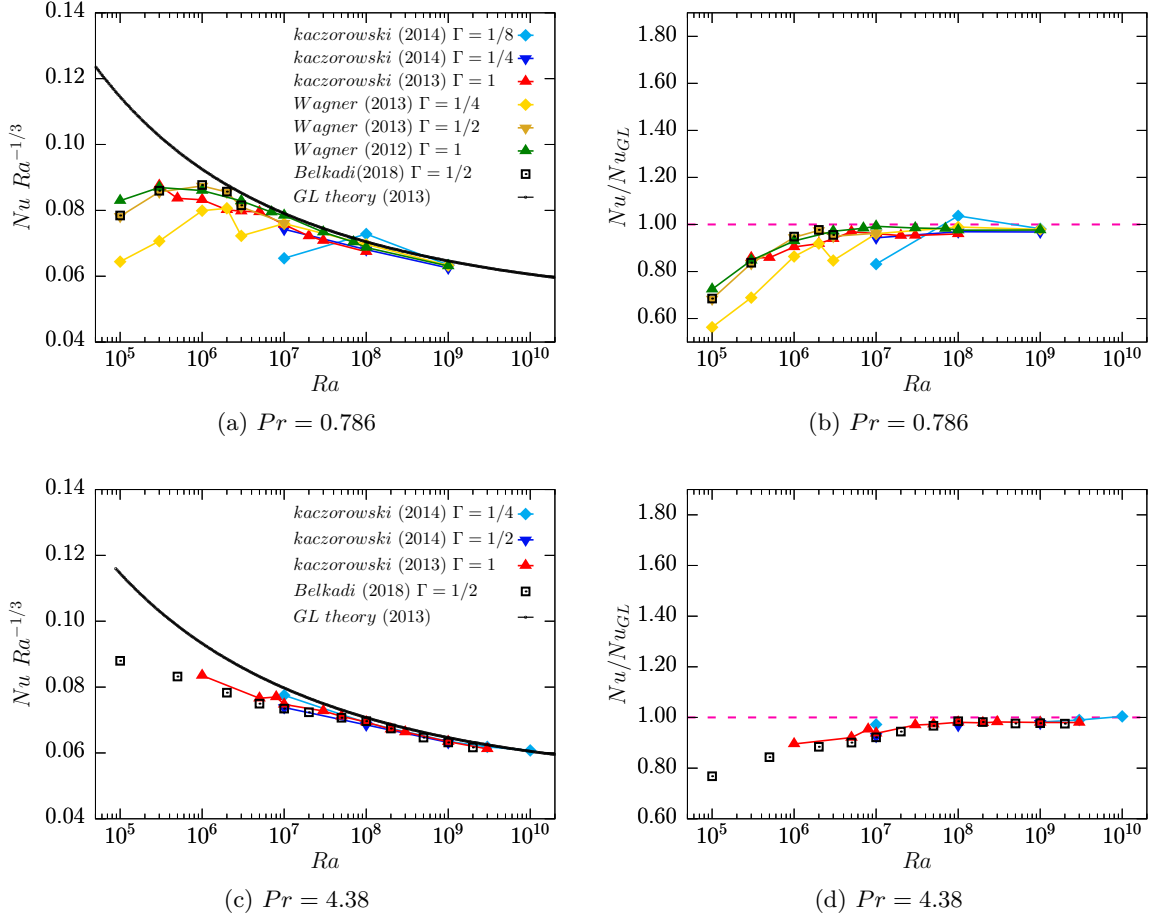 0.14
0.12
0.10
0.08
0.06
0.04
Nu Ra^{-1/3}
kaczorowski (2014) Γ = 1/8
kaczorowski (2014) Γ = 1/4
kaczorowski (2013) Γ = 1
Wagner (2013) Γ = 1/4
Wagner (2013) Γ = 1/2
Wagner (2012) Γ = 1
Belkadi(2018) Γ = 1/2
GL theory (2013)
10^5 10^6 10^7 10^8 10^9 10^10
Ra
(a) Pr = 0.786
1.80
1.60
1.40
1.20
1.00
0.80
0.60
Nu/Nu_{GL}
10^5 10^6 10^7 10^8 10^9 10^10
Ra
(b) Pr = 0.786
0.14
0.12
0.10
0.08
0.06
0.04
Nu Ra^{-1/3}
kaczorowski (2014) Γ = 1/4
kaczorowski (2014) Γ = 1/2
kaczorowski (2013) Γ = 1
Belkadi (2018) Γ = 1/2
GL theory (2013)
10^5 10^6 10^7 10^8 10^9 10^10
Ra
(c) Pr = 4.38
1.80
1.60
1.40
1.20
1.00
0.80
0.60
Nu/Nu_{GL}
10^5 10^6 10^7 10^8 10^9 10^10
Ra
(d) Pr = 4.38